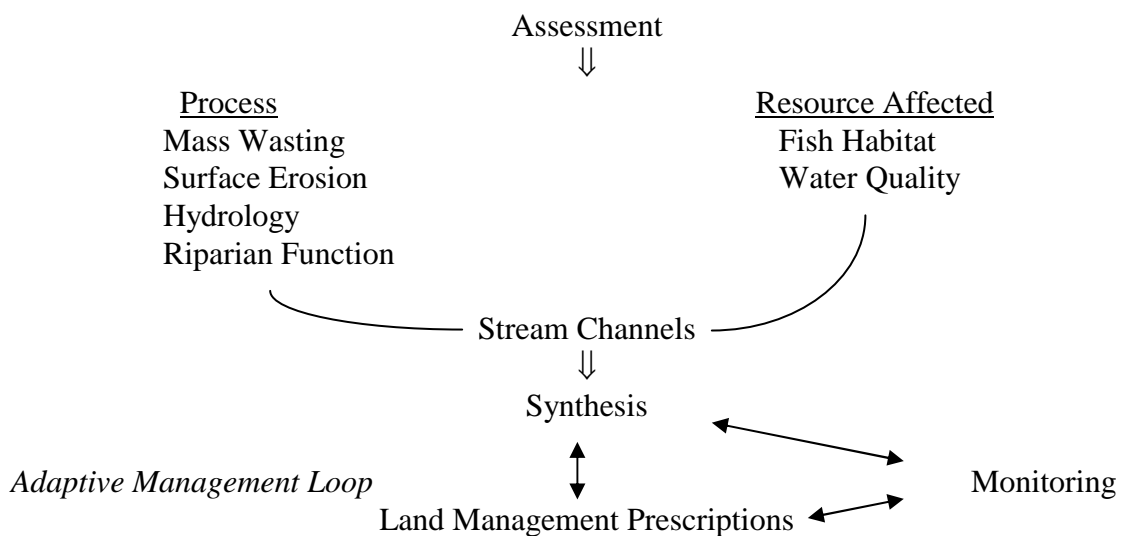 Assessment
⇓
Process
Mass Wasting
Surface Erosion
Hydrology
Riparian Function
Resource Affected
Fish Habitat
Water Quality
Stream Channels
⇓
Synthesis
Adaptive Management Loop
Monitoring
Land Management Prescriptions